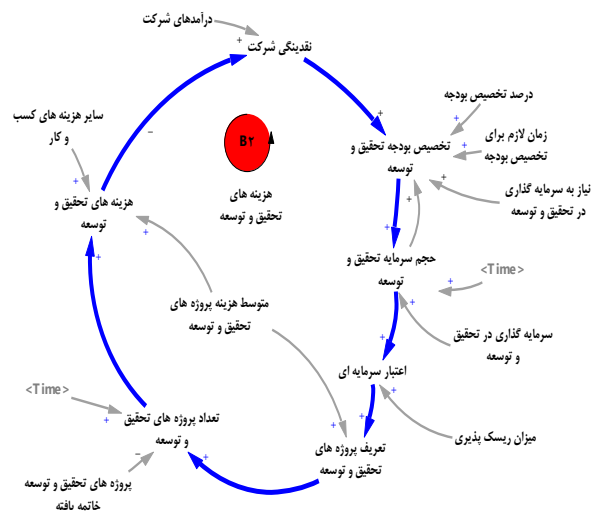 درآمدهای شرکت
+
نقدینگی شرکت
درصد تخصیص بودجه
+
زمان لازم برای
تخصیص بودجه
+
+
تخصیص بودجه تحقیق و
توسعه
نیاز به سرمایه گذاری
در تحقیق و توسعه
+
سایر هزینه های کسب
و کار
+
–
B۲
هزینه های
تحقیق و توسعه
هزینه های تحقیق و
توسعه
+
+
+
+
حجم سرمایه تحقیق و
توسعه
<Time>
+
متوسط هزینه پروژه های
تحقیق و توسعه
+
سرمایه گذاری در تحقیق
و توسعه
+
اعتبار سرمایه ای
+
<Time>
+
تعداد پروژه های تحقیق
و توسعه
+
+
تعریف پروژه های
تحقیق و توسعه
میزان ریسک پذیری
–
+
پروژه های تحقیق و توسعه
خاتمه یافته